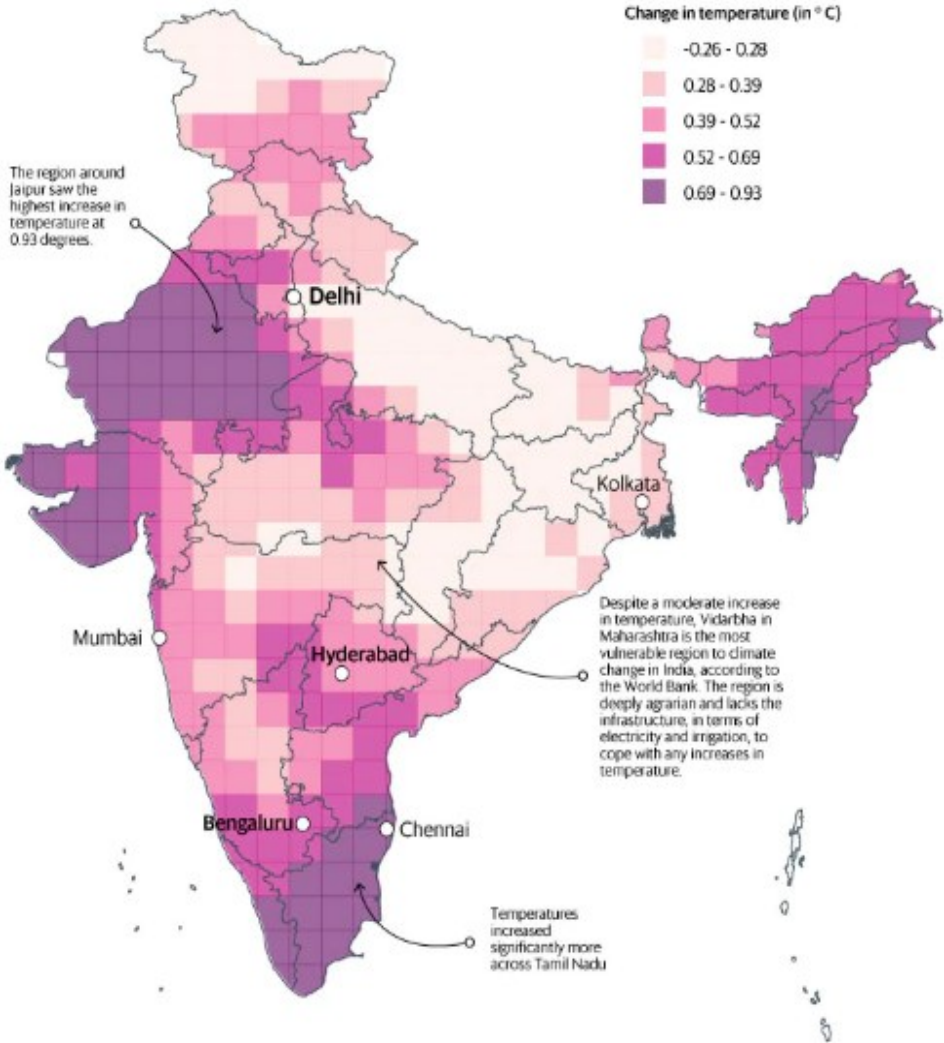 Change in temperature (in ° C)
-0.26 - 0.28
0.28 - 0.39
0.39 - 0.52
0.52 - 0.69
0.69 - 0.93
The region around
Jaipur saw the
highest increase in
temperature at
0.93 degrees.
Delhi
Kolkata
Despite a moderate increase
in temperature, Vidarbha in
Maharashtra is the most
vulnerable region to climate
change in India, according to
the World Bank. The region is
deeply agrarian and lacks the
infrastructure, in terms of
electricity and irrigation, to
cope with any increases in
temperature.
Mumbai
Hyderabad
Bengaluru
Chennai
Temperatures
increased
significantly more
across Tamil Nadu